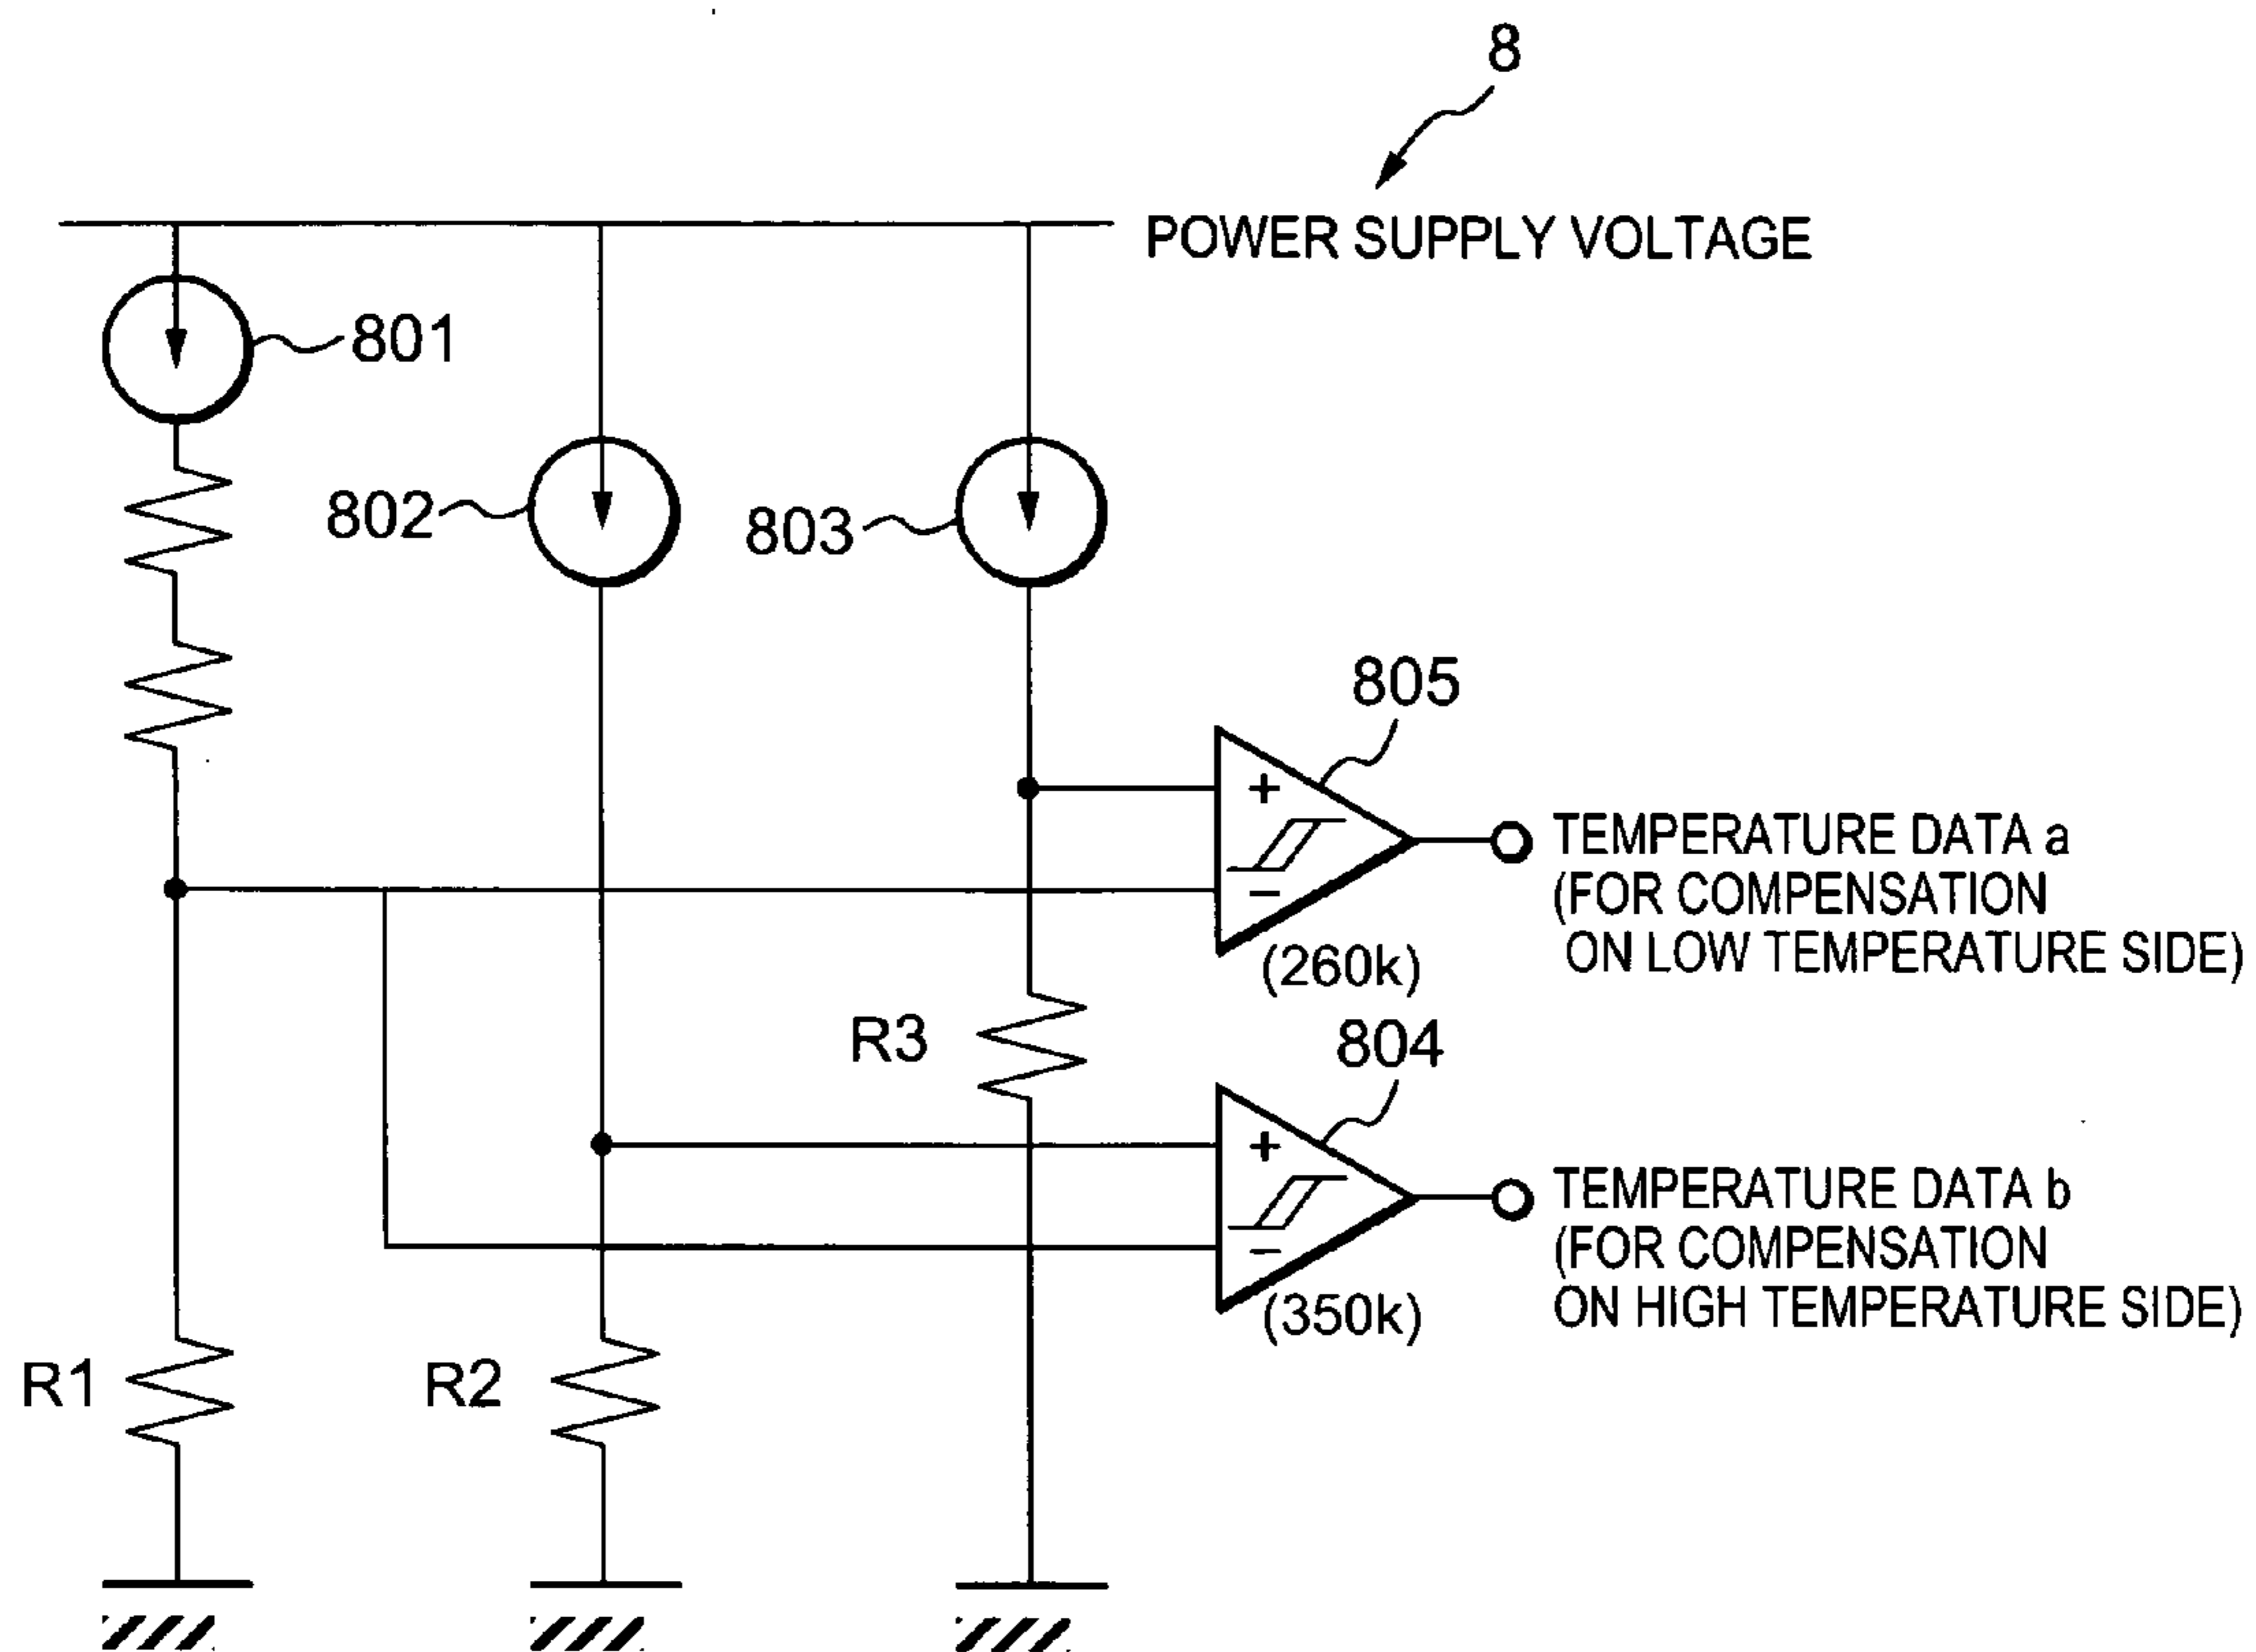 8
POWER SUPPLY VOLTAGE
801
802
803
805
+
−
(260k)
TEMPERATURE DATA a
(FOR COMPENSATION
ON LOW TEMPERATURE SIDE)
R3
804
+
−
(350k)
TEMPERATURE DATA b
(FOR COMPENSATION
ON HIGH TEMPERATURE SIDE)
R1
R2